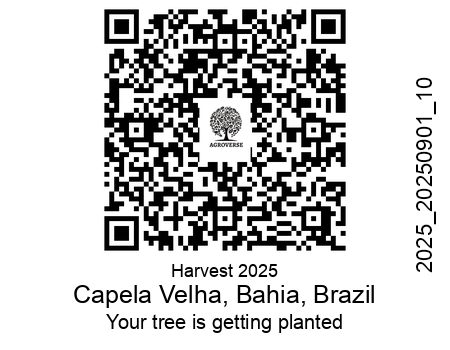 AGROVERSE
Harvest 2025
Capela Velha, Bahia, Brazil
Your tree is getting planted
2025_20250901_10